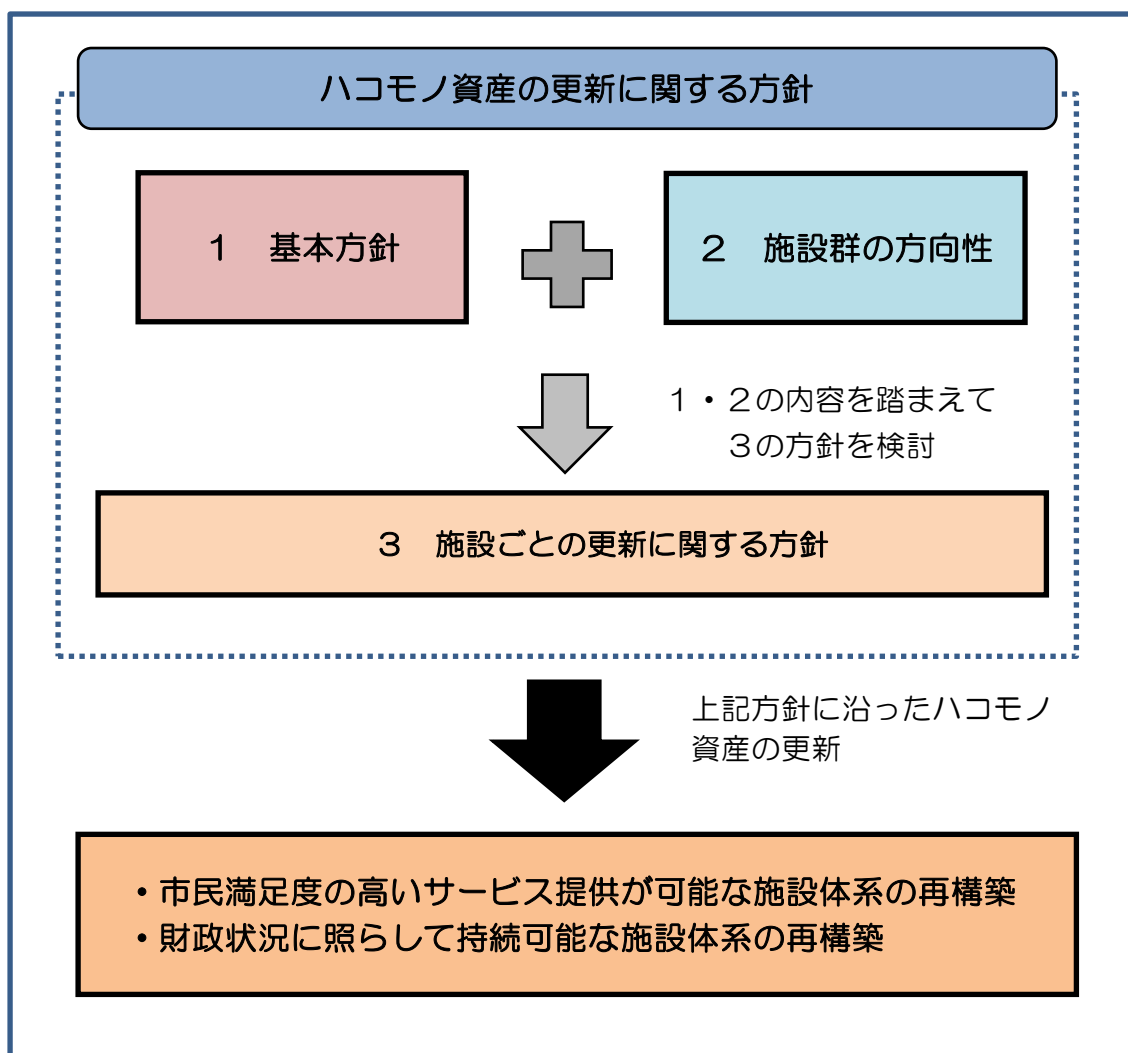 ハコモノ資産の更新に関する方針
１　基本方針
２　施設群の方向性
１・２の内容を踏まえて
３の方針を検討
３　施設ごとの更新に関する方針
上記方針に沿ったハコモノ
資産の更新
・市民満足度の高いサービス提供が可能な施設体系の再構築
・財政状況に照らして持続可能な施設体系の再構築